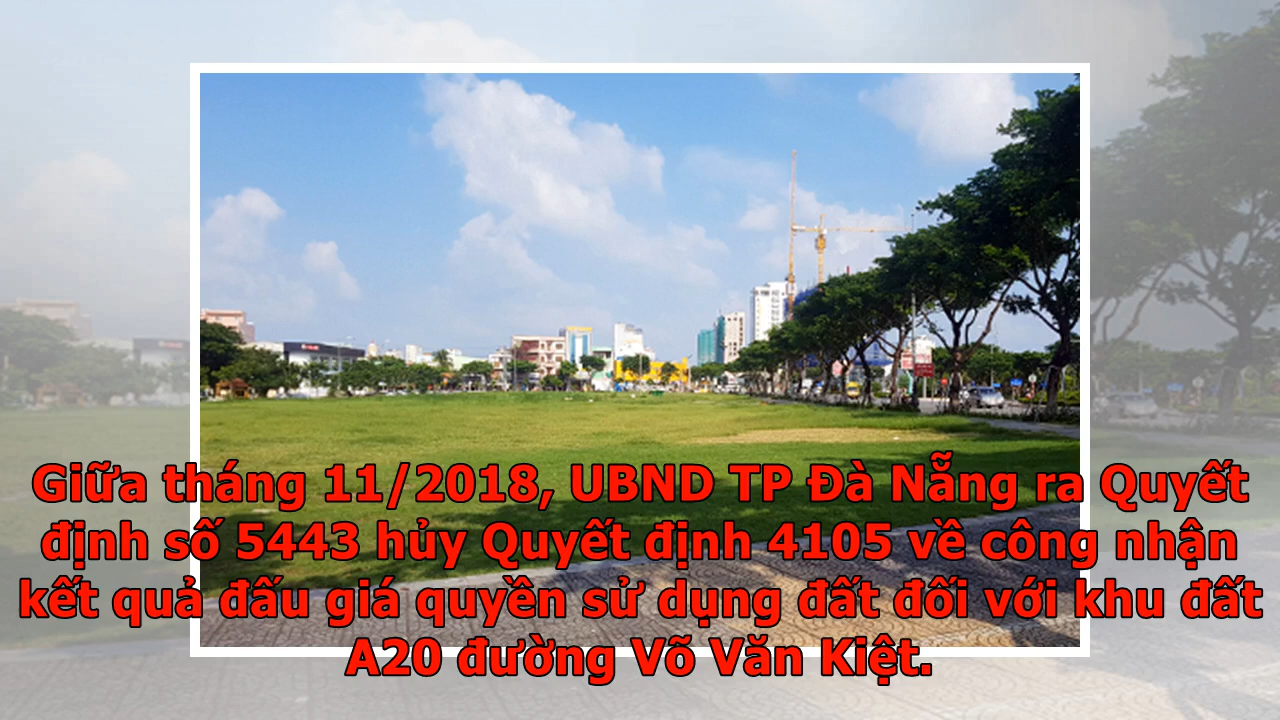 Giữa tháng 11/2018, UBND TP Đà Nẵng ra Quyết
định số 5443 hủy Quyết định 4105 về công nhận
kết quả đấu giá quyền sử dụng đất đối với khu đất
A20 đường Võ Văn Kiệt.